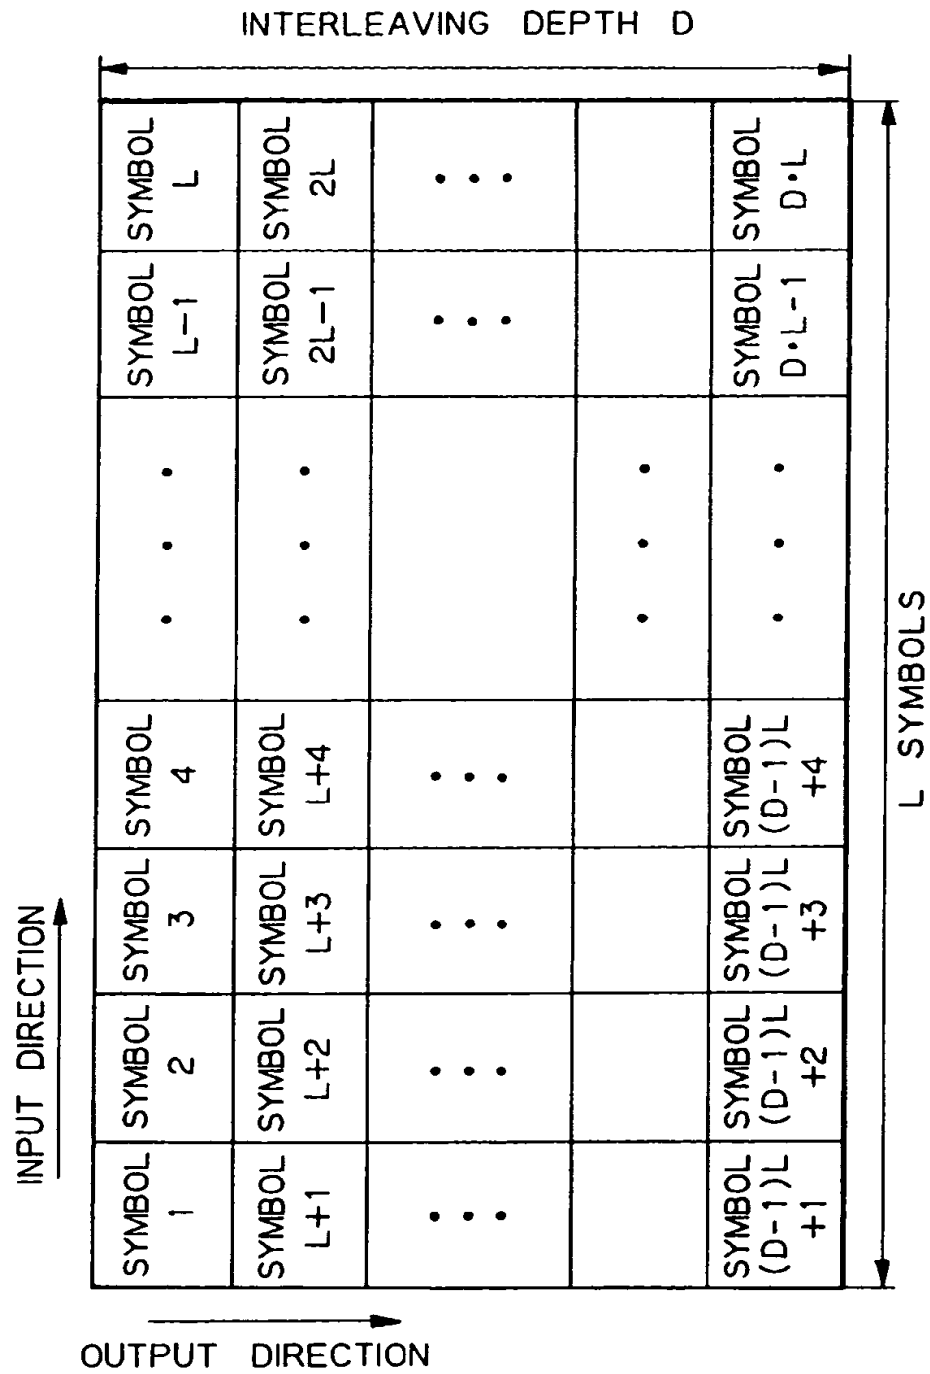 INTERLEAVING DEPTH D
SYMBOL
L
SYMBOL
2L
• • •
SYMBOL
D•L
SYMBOL
L-1
SYMBOL
2L-1
• • •
SYMBOL
D•L-1
SYMBOL
4
SYMBOL
L+4
• • •
SYMBOL
(D-1)L
+4
SYMBOL
3
SYMBOL
L+3
• • •
SYMBOL
(D-1)L
+3
SYMBOL
2
SYMBOL
L+2
• • •
SYMBOL
(D-1)L
+2
SYMBOL
1
SYMBOL
L+1
• • •
SYMBOL
(D-1)L
+1
L SYMBOLS
INPUT DIRECTION
OUTPUT DIRECTION